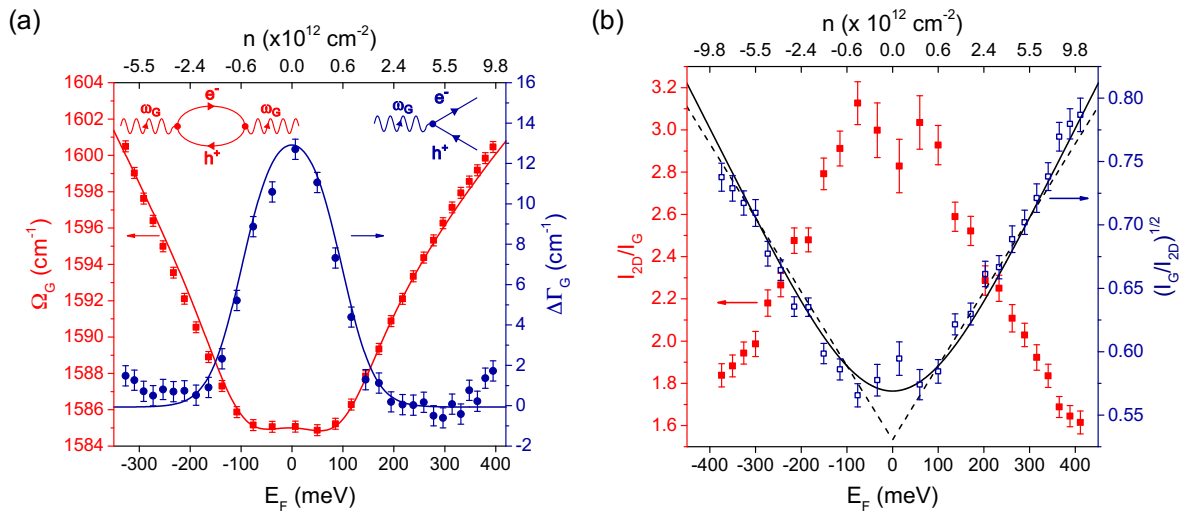 (a)
n (x10¹² cm⁻²)
-5.5 -2.4 -0.6 0.0 0.6 2.4 5.5 9.8
1604
1602
1600
1598
1596
1594
1592
1590
1588
1586
1584
Ω_G (cm⁻¹)
ω_G e⁻ ω_G
h⁺
ω_G e⁻
h⁺
16
14
12
10
8
6
4
2
0
-2
ΔΓ_G (cm⁻¹)
-300 -200 -100 0 100 200 300 400
E_F (meV)
(b)
n (x 10¹² cm⁻²)
-9.8 -5.5 -2.4 -0.6 0.0 0.6 2.4 5.5 9.8
3.2
3.0
2.8
2.6
2.4
2.2
2.0
1.8
1.6
I_2D/I_G
0.80
0.75
0.70
0.65
0.60
0.55
(I_G/I_2D)^1/2
-400 -300 -200 -100 0 100 200 300 400
E_F (meV)